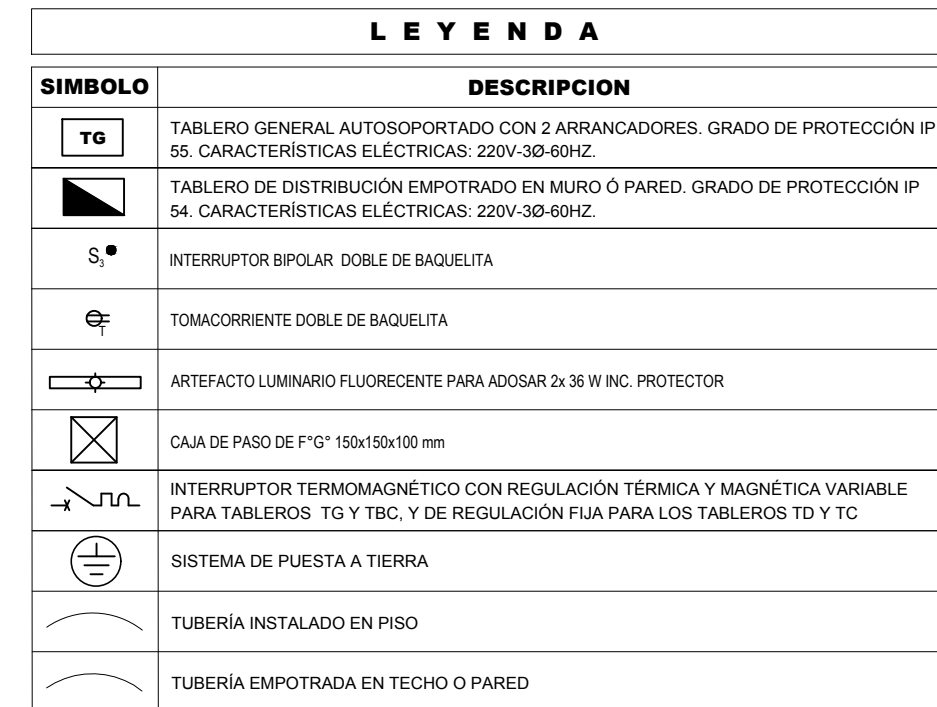 LEYENDA
SIMBOLO DESCRIPCION
TG TABLERO GENERAL AUTOSOPORTADO CON 2 ARRANCADORES. GRADO DE PROTECCIÓN IP
55. CARACTERÍSTICAS ELÉCTRICAS: 220V-3Ø-60HZ.
TABLERO DE DISTRIBUCIÓN EMPOTRADO EN MURO Ó PARED. GRADO DE PROTECCIÓN IP
54. CARACTERÍSTICAS ELÉCTRICAS: 220V-3Ø-60HZ.
S₃ INTERRUPTOR BIPOLAR DOBLE DE BAQUELITA
T TOMACORRIENTE DOBLE DE BAQUELITA
ARTEFACTO LUMINARIO FLUORECENTE PARA ADOSAR 2x 36 W INC. PROTECTOR
CAJA DE PASO DE F°G° 150x150x100 mm
x INTERRUPTOR TERMOMAGNÉTICO CON REGULACIÓN TÉRMICA Y MAGNÉTICA VARIABLE
PARA TABLEROS TG Y TBC, Y DE REGULACIÓN FIJA PARA LOS TABLEROS TD Y TC
SISTEMA DE PUESTA A TIERRA
TUBERÍA INSTALADO EN PISO
TUBERÍA EMPOTRADA EN TECHO O PARED